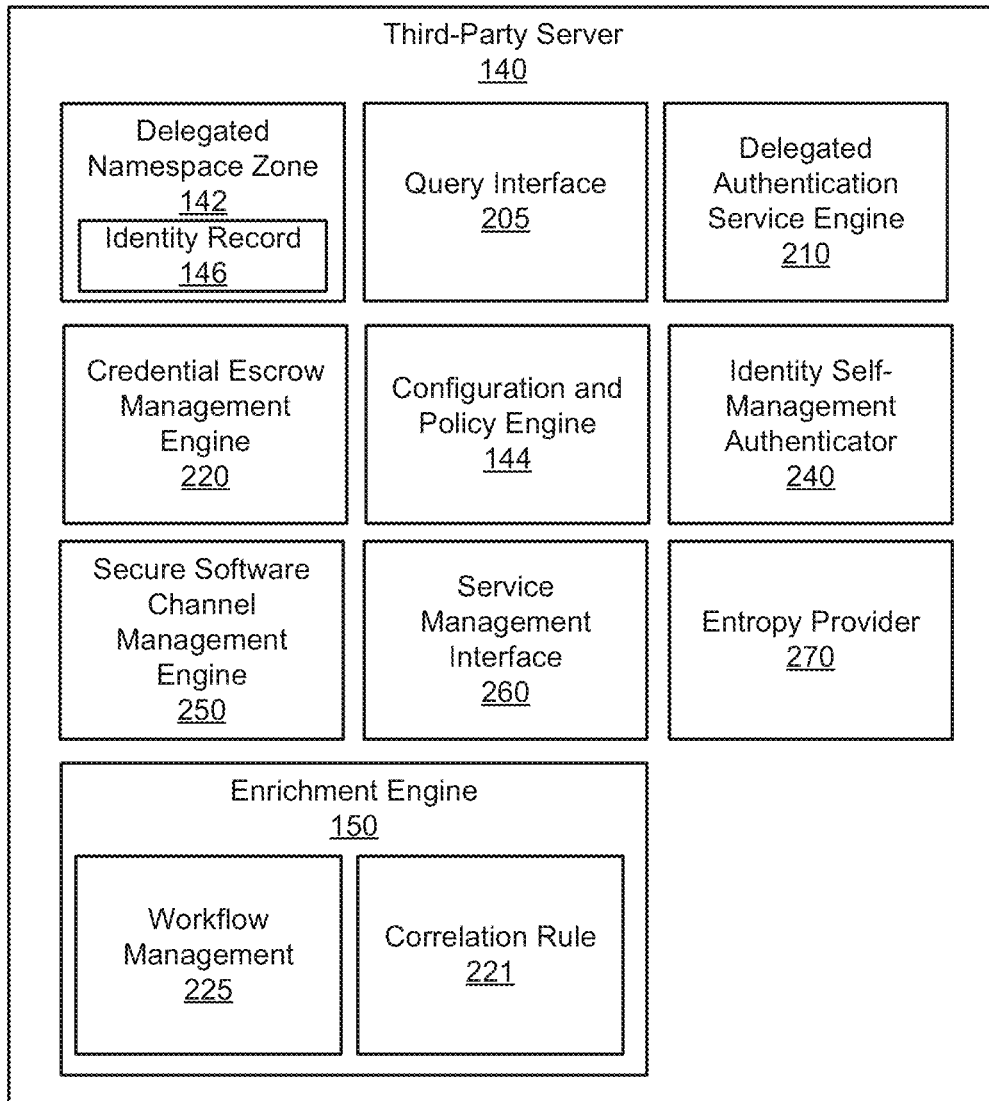 Third-Party Server
140
Delegated
Namespace Zone
142
Identity Record
146
Query Interface
205
Delegated
Authentication
Service Engine
210
Credential Escrow
Management
Engine
220
Configuration and
Policy Engine
144
Identity Self-
Management
Authenticator
240
Secure Software
Channel
Management
Engine
250
Service
Management
Interface
260
Entropy Provider
270
Enrichment Engine
150
Workflow
Management
225
Correlation Rule
221